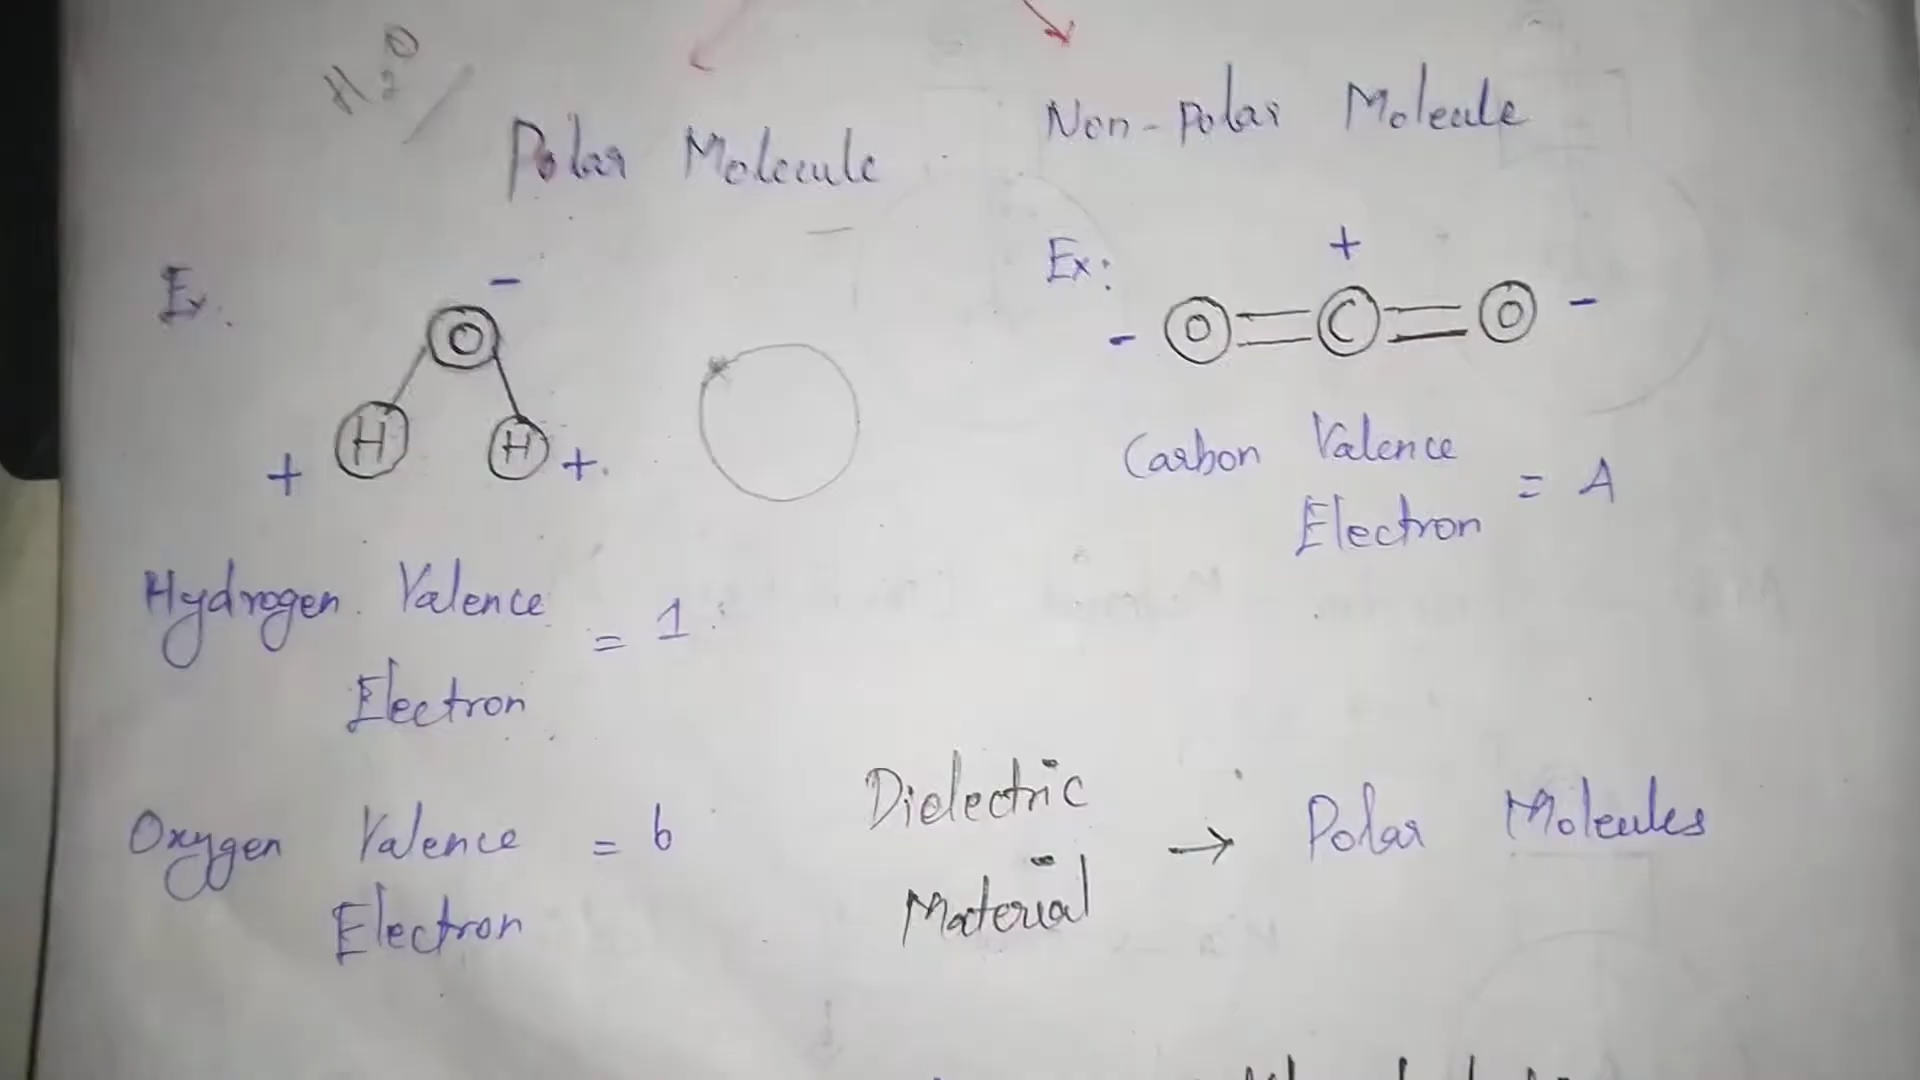 H2O
Polar Molecule
Non-Polar Molecule
Ex.
-
O
H
H
+
+
Ex:
+
- O = C = O -
Carbon Valence
Electron = 4
Hydrogen Valence
Electron = 1
Oxygen Valence = 6
Electron
Dielectric
Material → Polar Molecules